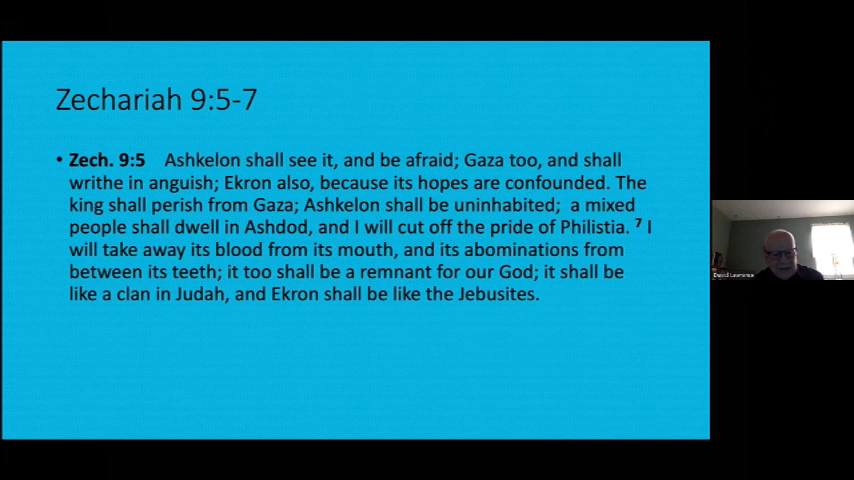 Zechariah 9:5-7
• Zech. 9:5 Ashkelon shall see it, and be afraid; Gaza too, and shall
writhe in anguish; Ekron also, because its hopes are confounded. The
king shall perish from Gaza; Ashkelon shall be uninhabited; a mixed
people shall dwell in Ashdod, and I will cut off the pride of Philistia. ⁷ I
will take away its blood from its mouth, and its abominations from
between its teeth; it too shall be a remnant for our God; it shall be
like a clan in Judah, and Ekron shall be like the Jebusites.